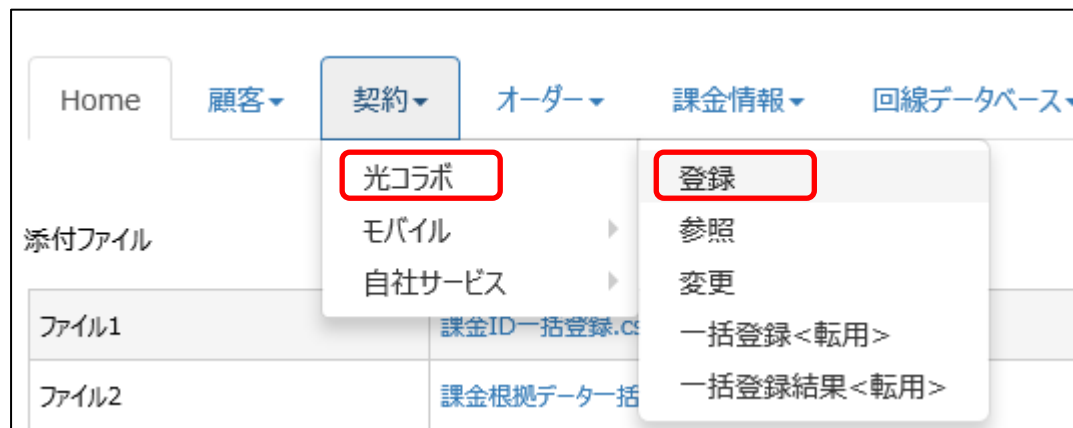 Home 顧客 契約 オーダー 課金情報 回線データベース
光コラボ 登録
モバイル 参照
自社サービス 変更
一括登録<転用>
一括登録結果<転用>
添付ファイル
ファイル1 課金ID一括登録.cs
ファイル2 課金根拠データ一括